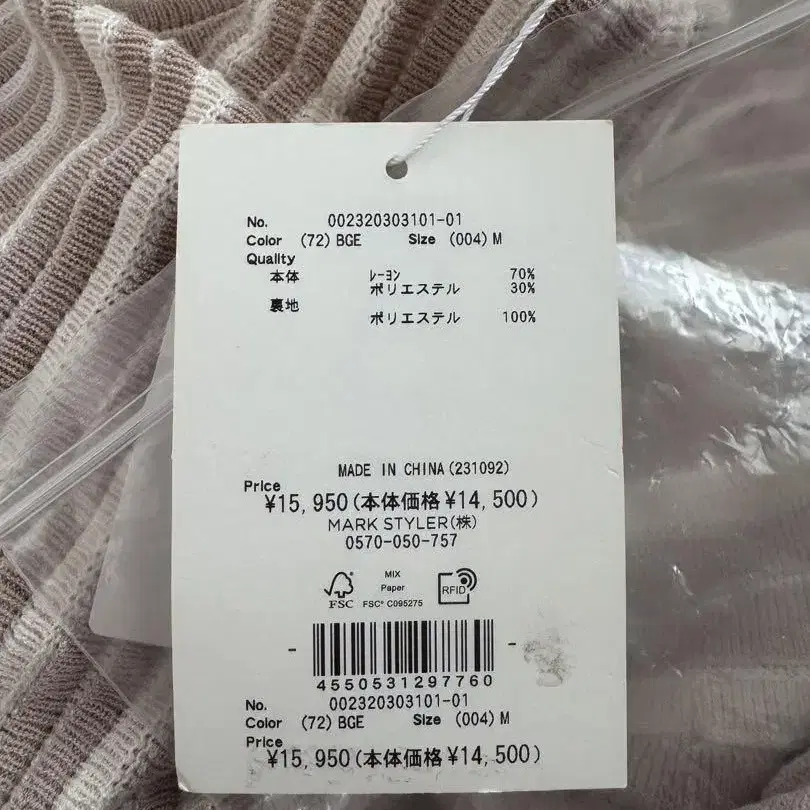 No. 002320303101-01
Color (72) BGE Size (004) M
Quality
本体 ﾚｰﾖﾝ 70%
ポリエステル 30%
裏地
ポリエステル 100%
MADE IN CHINA(231092)
Price
¥15,950(本体価格¥14,500)
MARK STYLER(株)
0570-050-757
MIX
Paper
FSC FSC® C095275
RFID
4550531297760
No. 002320303101-01
Color (72) BGE Size (004) M
Price
¥15,950(本体価格¥14,500)